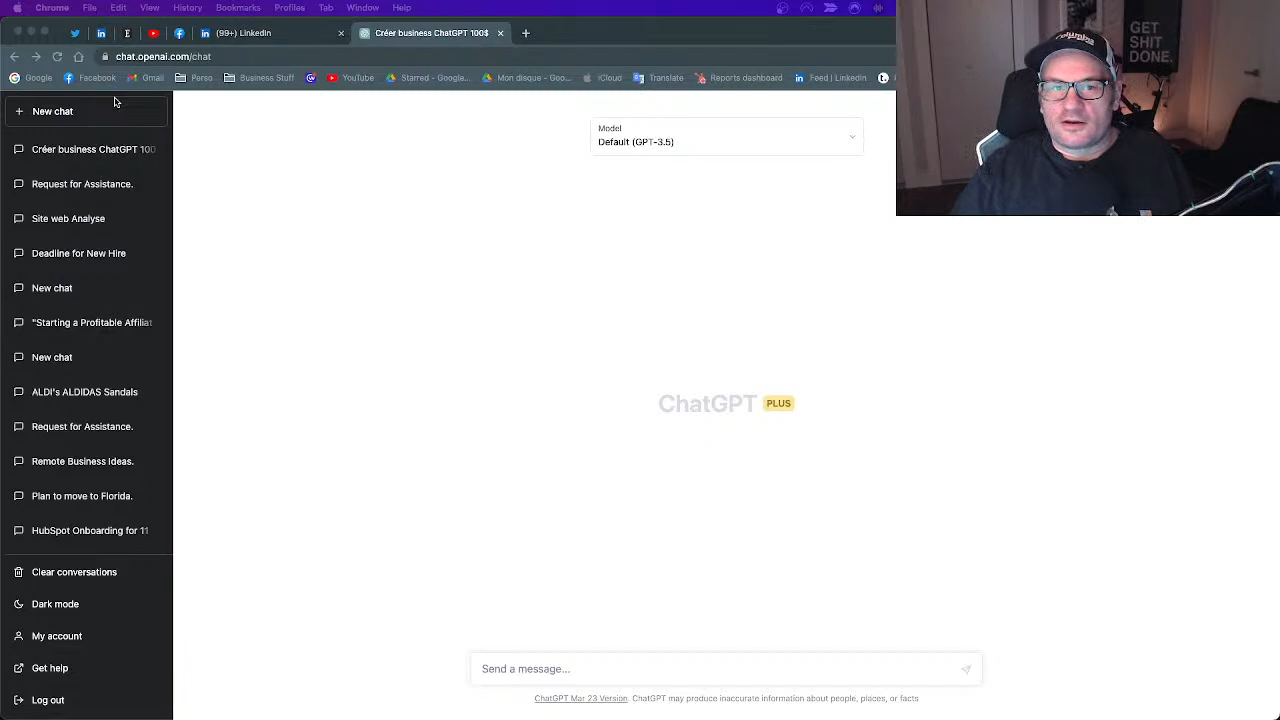 Chrome File Edit View History Bookmarks Profiles Tab Window Help
(99+) LinkedIn
Créer business ChatGPT 100$
chat.openai.com/chat
Google Facebook Gmail Perso Business Stuff YouTube Starred - Google... Mon disque - Goo... iCloud Translate Reports dashboard Feed | LinkedIn
+ New chat
Créer business ChatGPT 100
Request for Assistance.
Site web Analyse
Deadline for New Hire
New chat
"Starting a Profitable Affiliat
New chat
ALDI's ALDIDAS Sandals
Request for Assistance.
Remote Business Ideas.
Plan to move to Florida.
HubSpot Onboarding for 11
Clear conversations
Dark mode
My account
Get help
Log out
Model
Default (GPT-3.5)
ChatGPT PLUS
Send a message...
ChatGPT Mar 23 Version. ChatGPT may produce inaccurate information about people, places, or facts
Columbia
GET
SHIT
DONE.